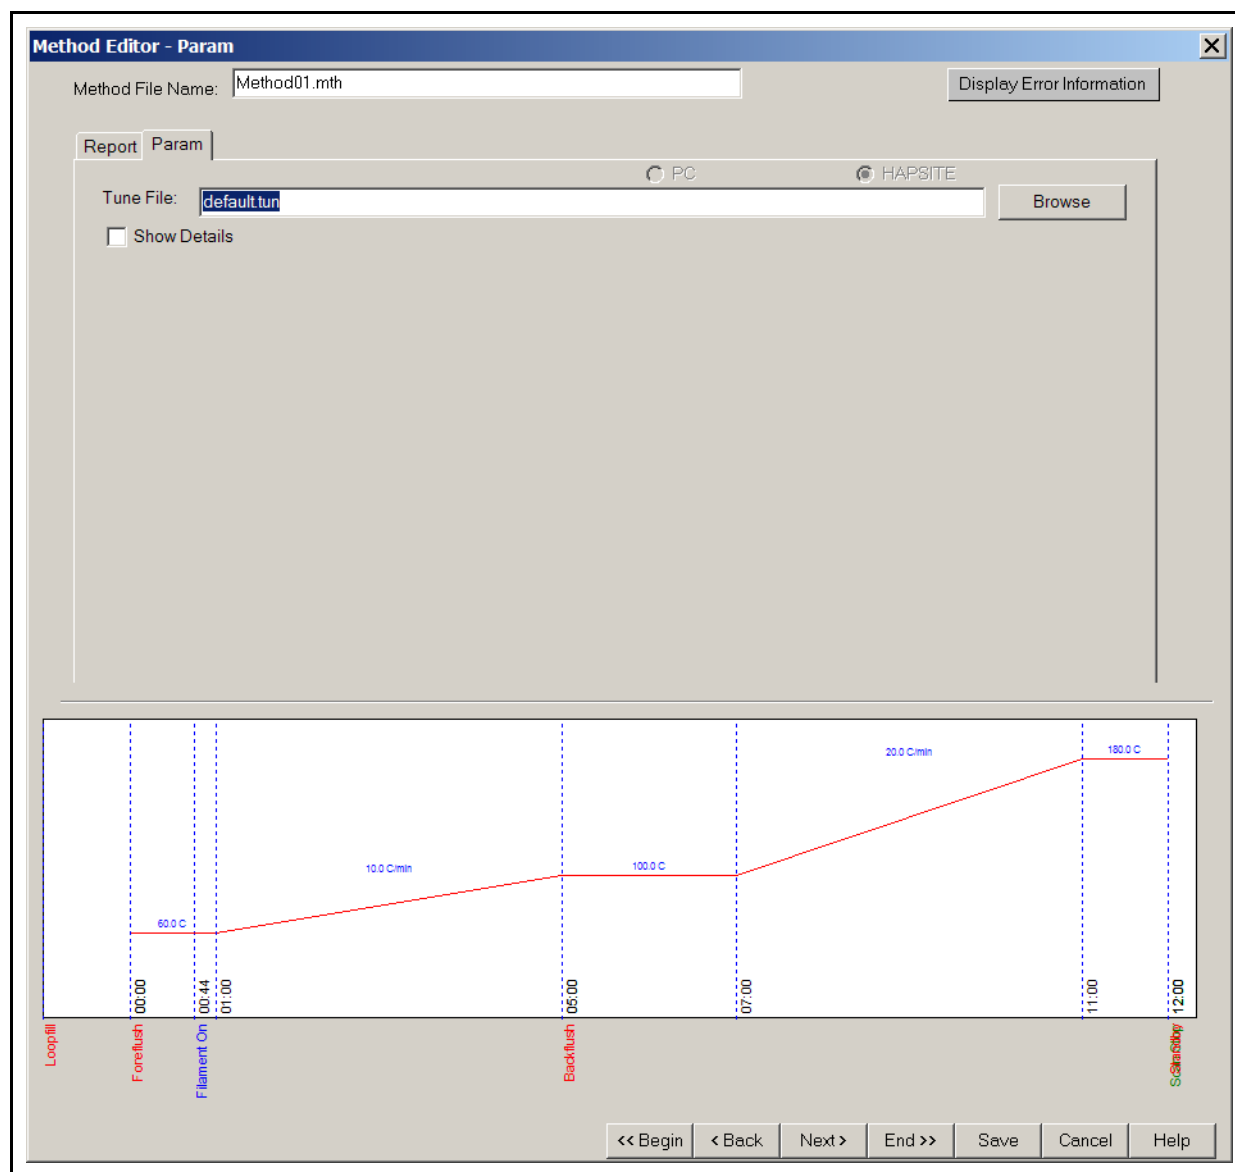 Method Editor - Param
Method File Name: Method01.mth
Display Error Information
Report Param
PC HAPSITE
Tune File: default.tun Browse
Show Details
20.0 C/min 180.0 C
10.0 C/min 100.0 C
60.0 C
00:00 00:44 01:00 05:00 07:00 11:00 12:00
Loopfill Foreflush Filament On Backflush
<< Begin < Back Next > End >> Save Cancel Help